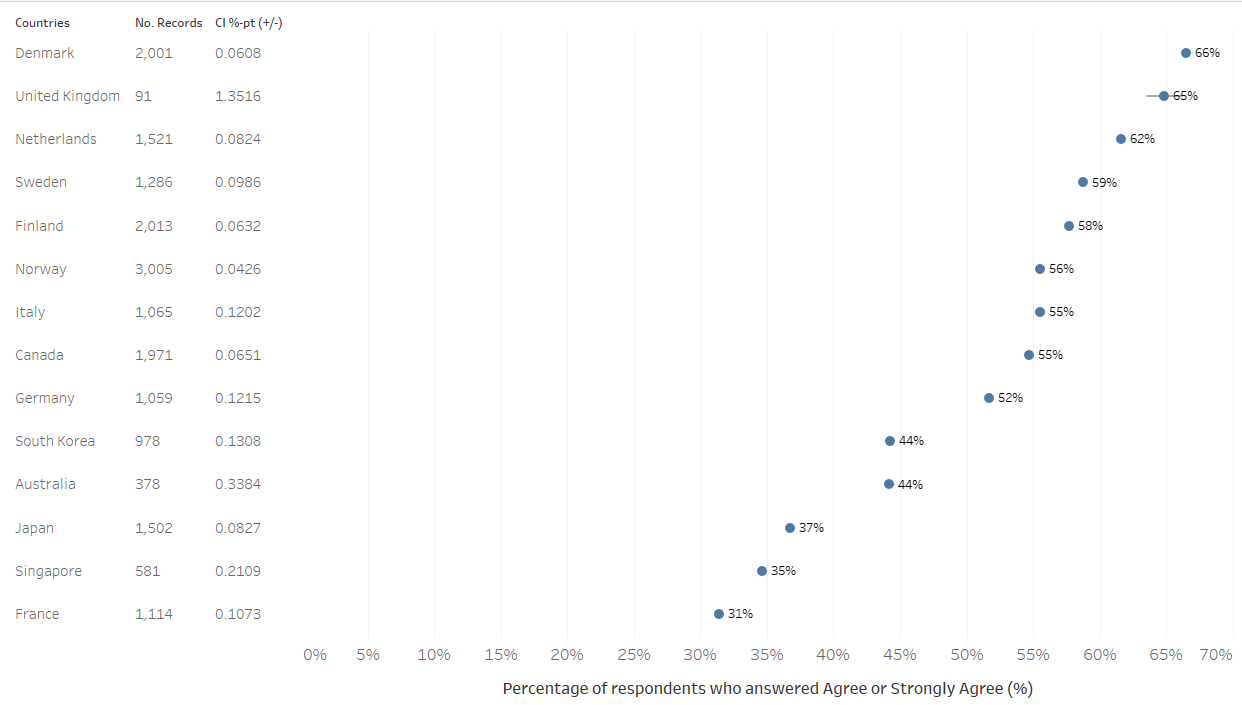 Countries No. Records CI %-pt (+/-)
Denmark 2,001 0.0608 66%
United Kingdom 91 1.3516 65%
Netherlands 1,521 0.0824 62%
Sweden 1,286 0.0986 59%
Finland 2,013 0.0632 58%
Norway 3,005 0.0426 56%
Italy 1,065 0.1202 55%
Canada 1,971 0.0651 55%
Germany 1,059 0.1215 52%
South Korea 978 0.1308 44%
Australia 378 0.3384 44%
Japan 1,502 0.0827 37%
Singapore 581 0.2109 35%
France 1,114 0.1073 31%
0% 5% 10% 15% 20% 25% 30% 35% 40% 45% 50% 55% 60% 65% 70%
Percentage of respondents who answered Agree or Strongly Agree (%)